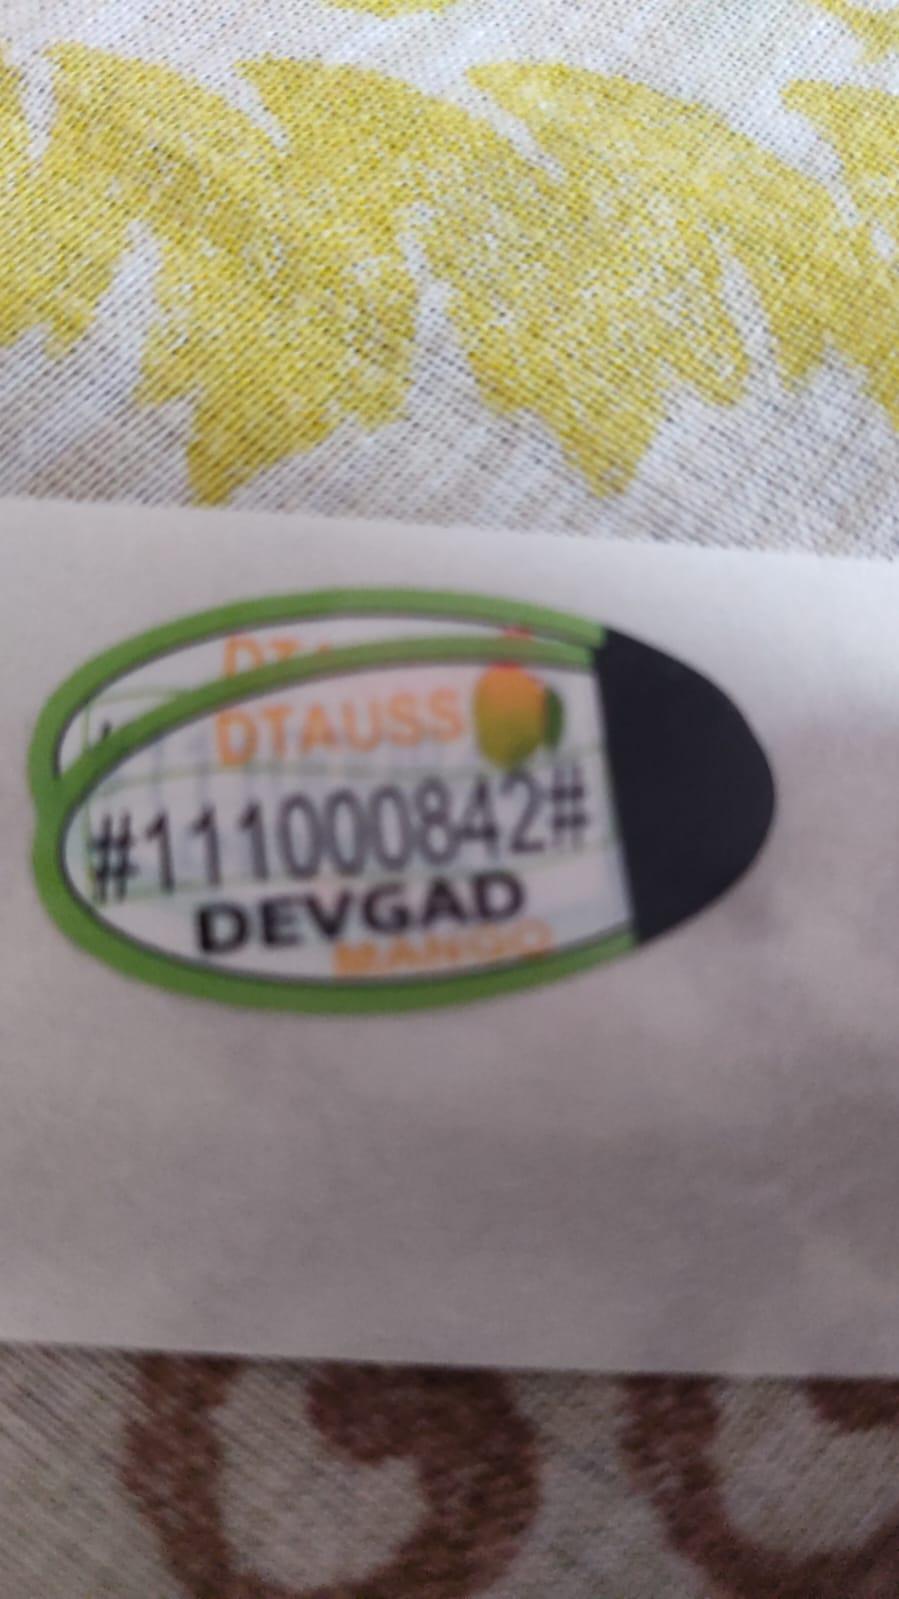 DTAUSS
#111000842#
DEVGAD
MANGO